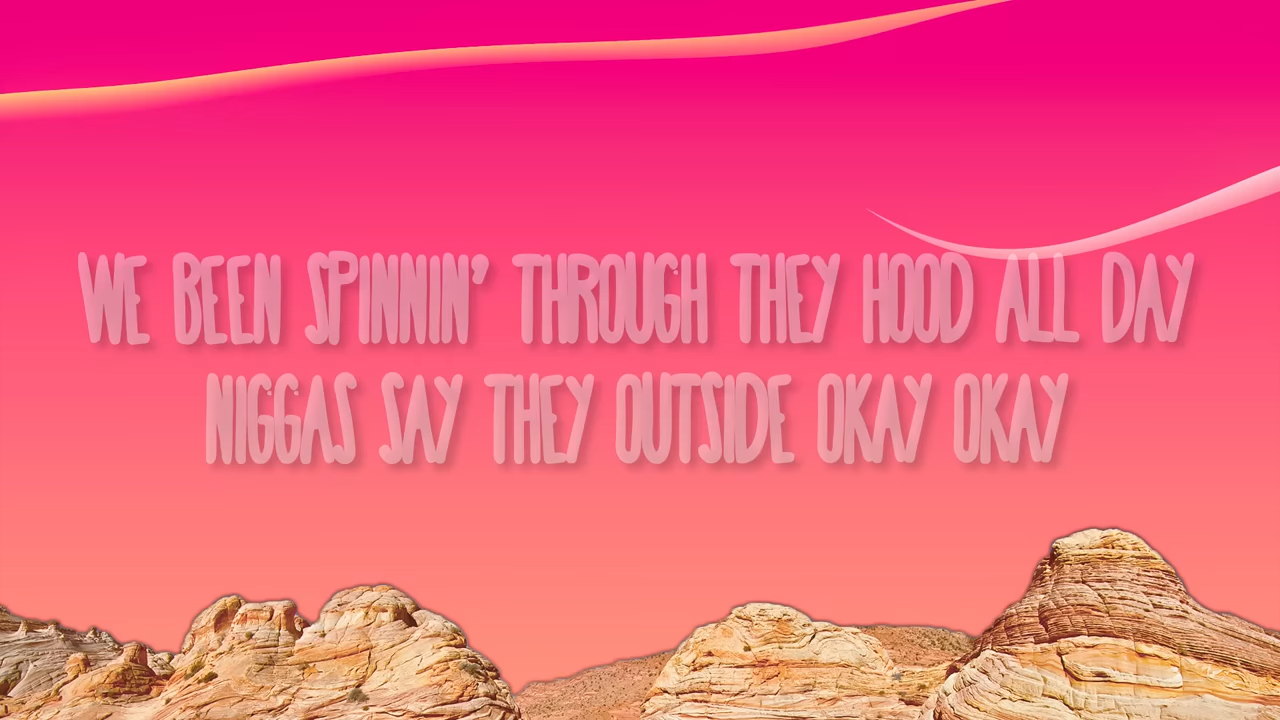 WE BEEN SPINNIN' THROUGH THEY HOOD ALL DAY
NIGGAS SAY THEY OUTSIDE OKAY OKAY